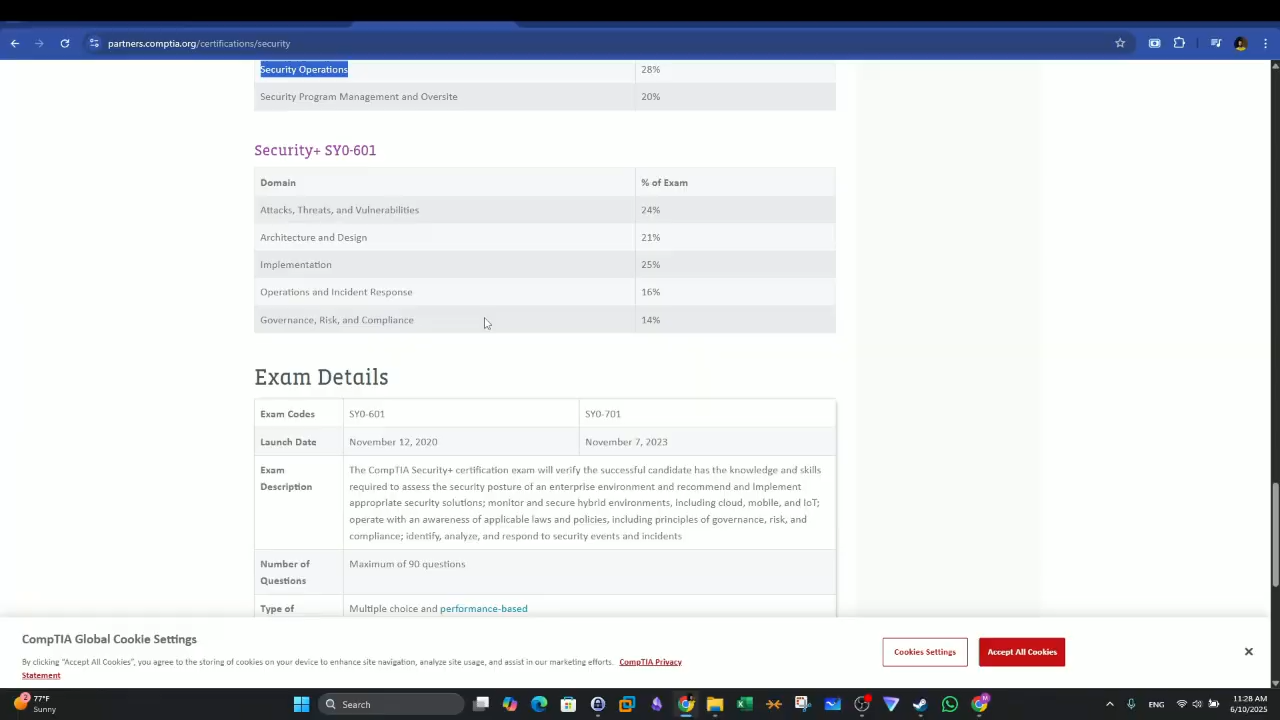 partners.comptia.org/certifications/security
Security Operations 28%
Security Program Management and Oversite 20%
Security+ SY0-601
Domain % of Exam
Attacks, Threats, and Vulnerabilities 24%
Architecture and Design 21%
Implementation 25%
Operations and Incident Response 16%
Governance, Risk, and Compliance 14%
Exam Details
Exam Codes SY0-601 SY0-701
Launch Date November 12, 2020 November 7, 2023
Exam Description
The CompTIA Security+ certification exam will verify the successful candidate has the knowledge and skills
required to assess the security posture of an enterprise environment and recommend and implement
appropriate security solutions; monitor and secure hybrid environments, including cloud, mobile, and IoT;
operate with an awareness of applicable laws and policies, including principles of governance, risk, and
compliance; identify, analyze, and respond to security events and incidents
Number of Questions
Maximum of 90 questions
Type of Multiple choice and performance-based
CompTIA Global Cookie Settings
By clicking “Accept All Cookies”, you agree to the storing of cookies on your device to enhance site navigation, analyze site usage, and assist in our marketing efforts. CompTIA Privacy
Statement
Cookies Settings
Accept All Cookies
77°F
Sunny
Search
ENG
11:28 AM
6/10/2025